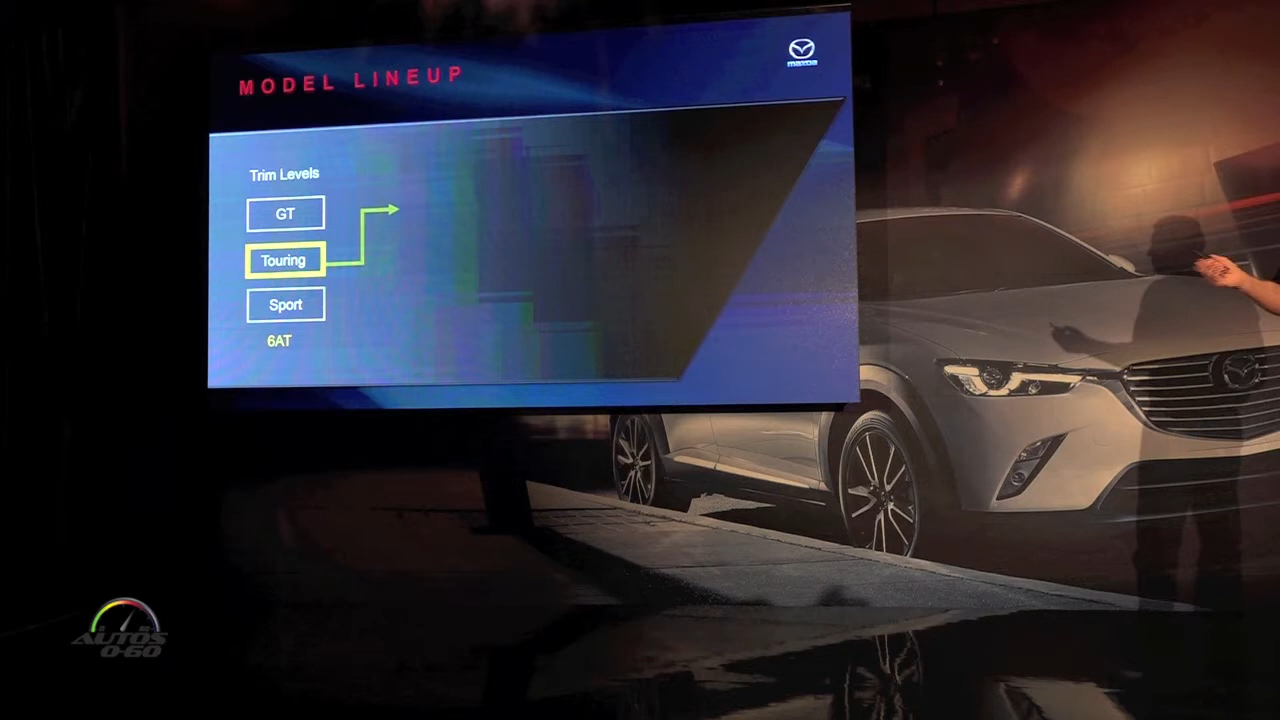 MODEL LINEUP
mazda
Trim Levels
GT
Touring
Sport
6AT
AUTOS
0-60